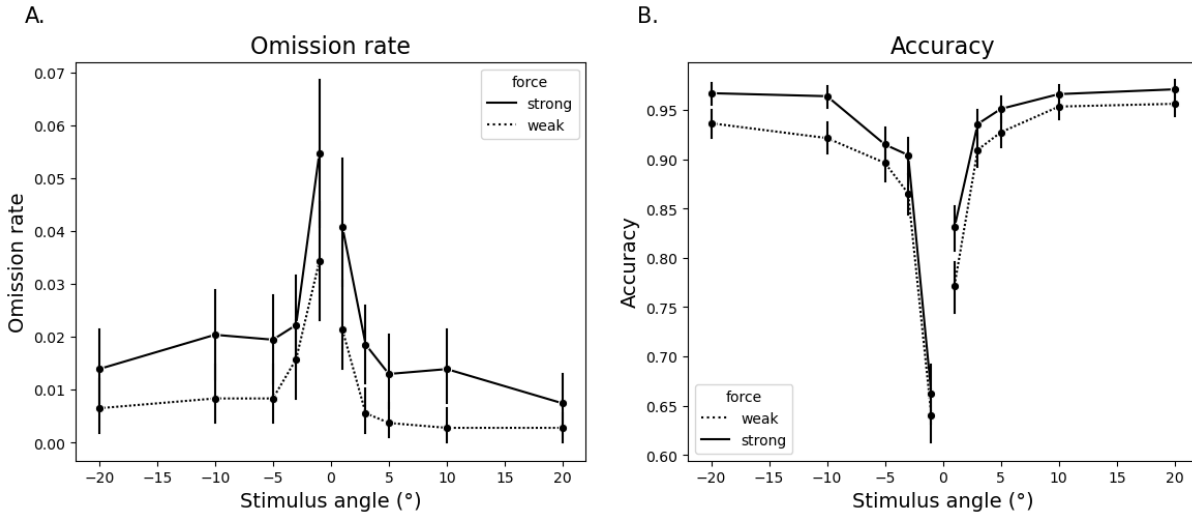 A.
Omission rate
Omission rate
0.07
0.06
0.05
0.04
0.03
0.02
0.01
0.00
force
strong
weak
−20 −15 −10 −5 0 5 10 15 20
Stimulus angle (°)
B.
Accuracy
Accuracy
0.95
0.90
0.85
0.80
0.75
0.70
0.65
0.60
force
weak
strong
−20 −15 −10 −5 0 5 10 15 20
Stimulus angle (°)